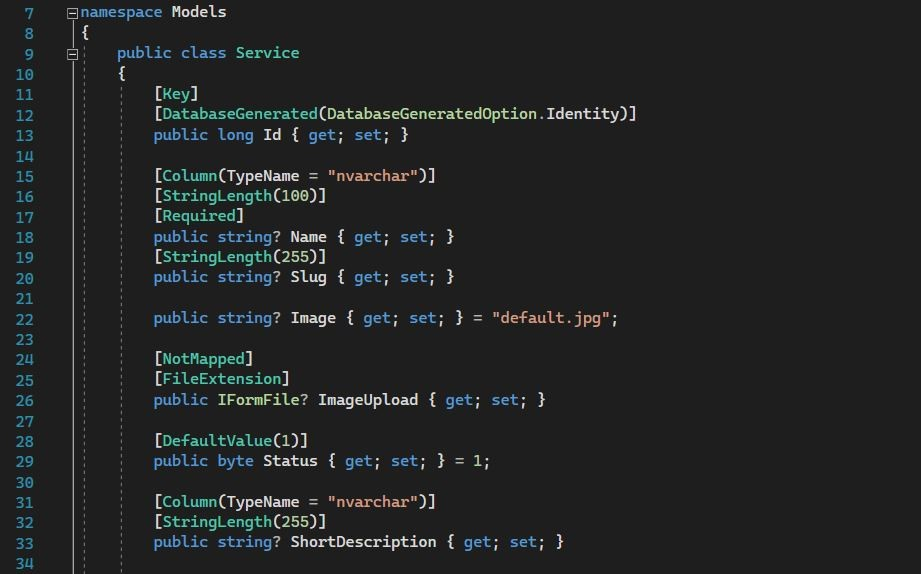 7 namespace Models
8 {
9 public class Service
10 {
11 [Key]
12 [DatabaseGenerated(DatabaseGeneratedOption.Identity)]
13 public long Id { get; set; }
14
15 [Column(TypeName = "nvarchar")]
16 [StringLength(100)]
17 [Required]
18 public string? Name { get; set; }
19 [StringLength(255)]
20 public string? Slug { get; set; }
21
22 public string? Image { get; set; } = "default.jpg";
23
24 [NotMapped]
25 [FileExtension]
26 public IFormFile? ImageUpload { get; set; }
27
28 [DefaultValue(1)]
29 public byte Status { get; set; } = 1;
30
31 [Column(TypeName = "nvarchar")]
32 [StringLength(255)]
33 public string? ShortDescription { get; set; }
34